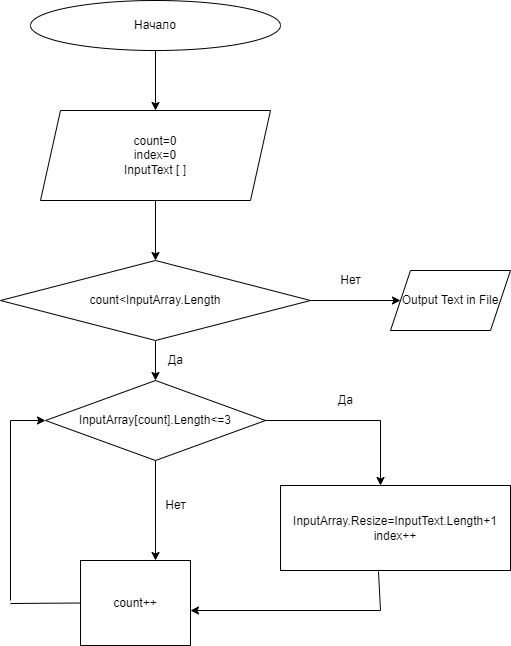 Начало
count=0
index=0
InputText [ ]
count<InputArray.Length
Нет
Output Text in File
Да
InputArray[count].Length<=3
Да
Нет
InputArray.Resize=InputText.Length+1
index++
count++